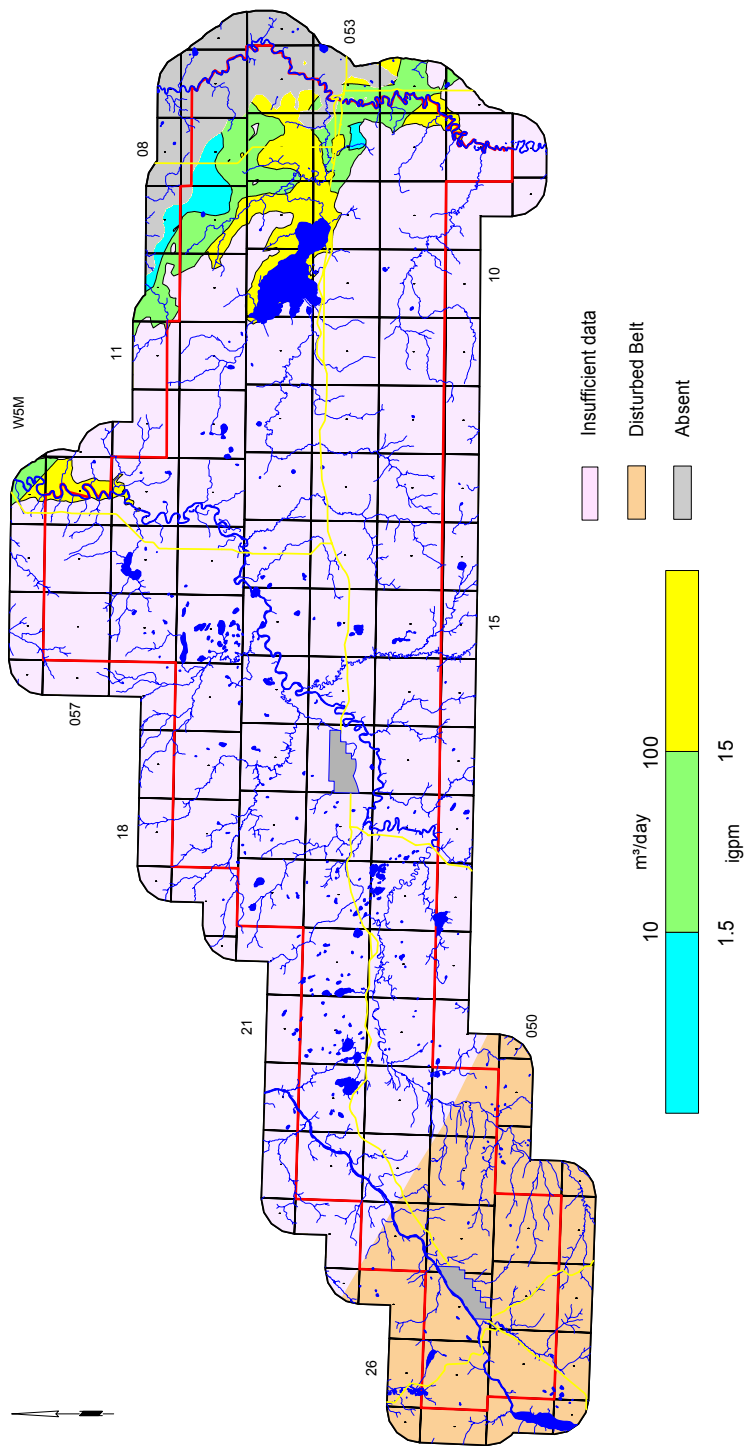 W5M
057
18
21
26
11
08
053
10
15
050
Insufficient data
Disturbed Belt
Absent
10
m³/day
100
1.5
igpm
15